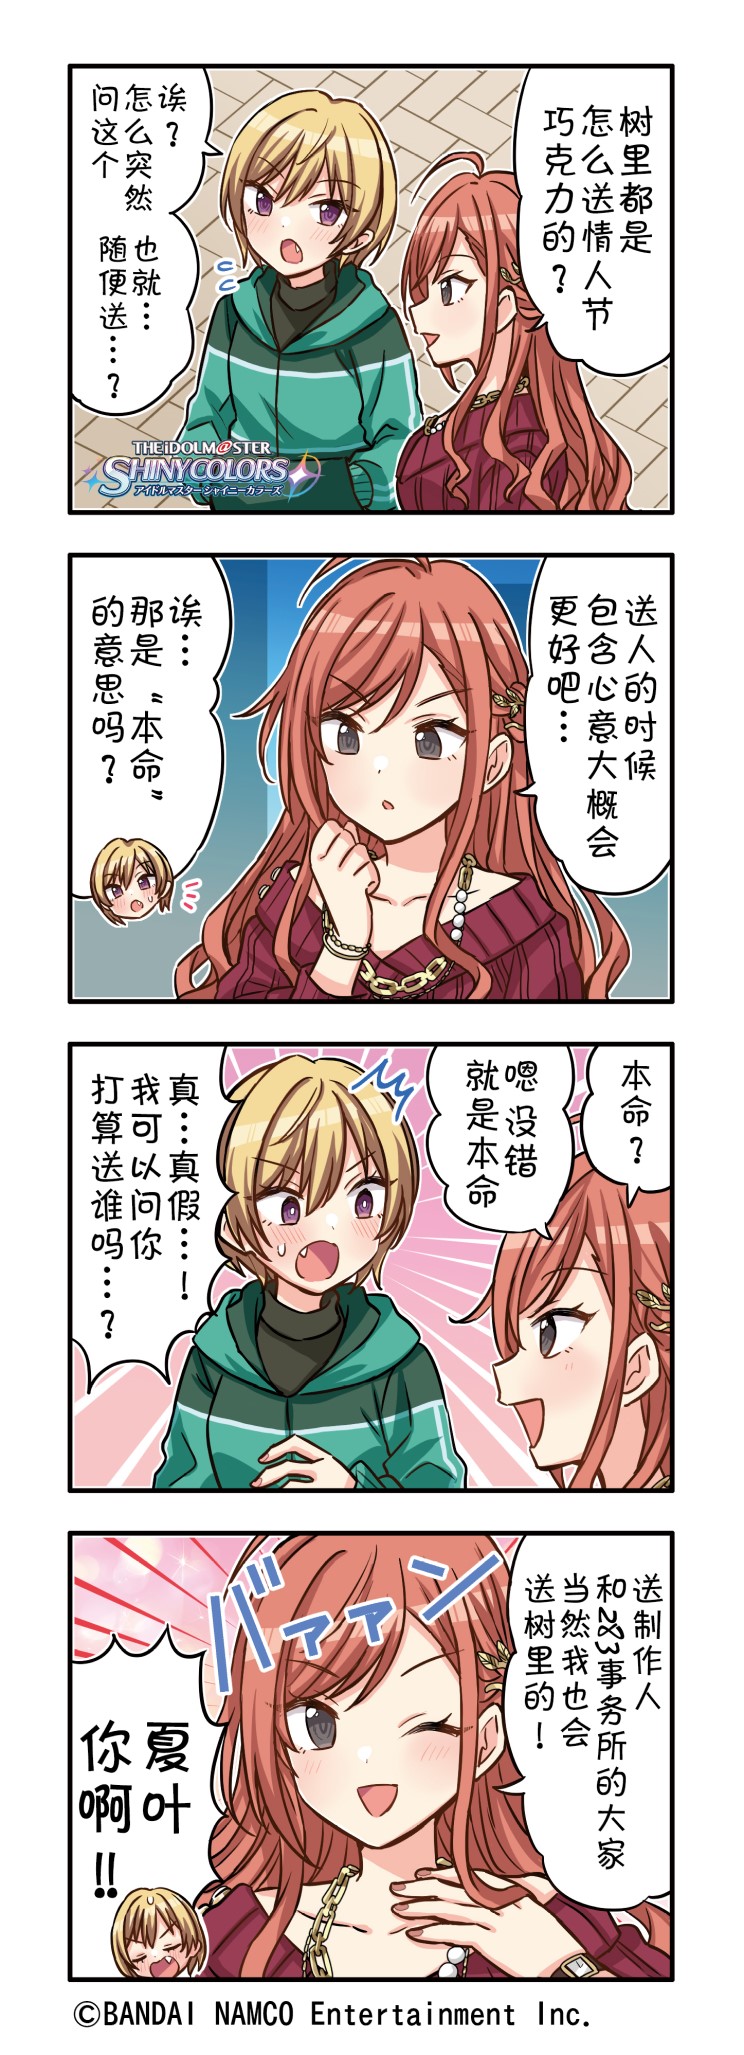 树里都是
怎么送情人节
巧克力的？
诶？
怎么突然
问这个
也就…
随便送…？
THE iDOLM@STER
SHINYCOLORS
アイドルマスター シャイニーカラーズ
送人的时候
包含心意大概会
更好吧…
诶…
那是“本命”
的意思吗？
本命？
嗯 没错
就是本命
真…真假…！
我可以问你
打算送谁吗…？
送制作人
和283事务所的大家
当然我也会
送树里的！
バァァン
夏叶
你啊!!
©BANDAI NAMCO Entertainment Inc.